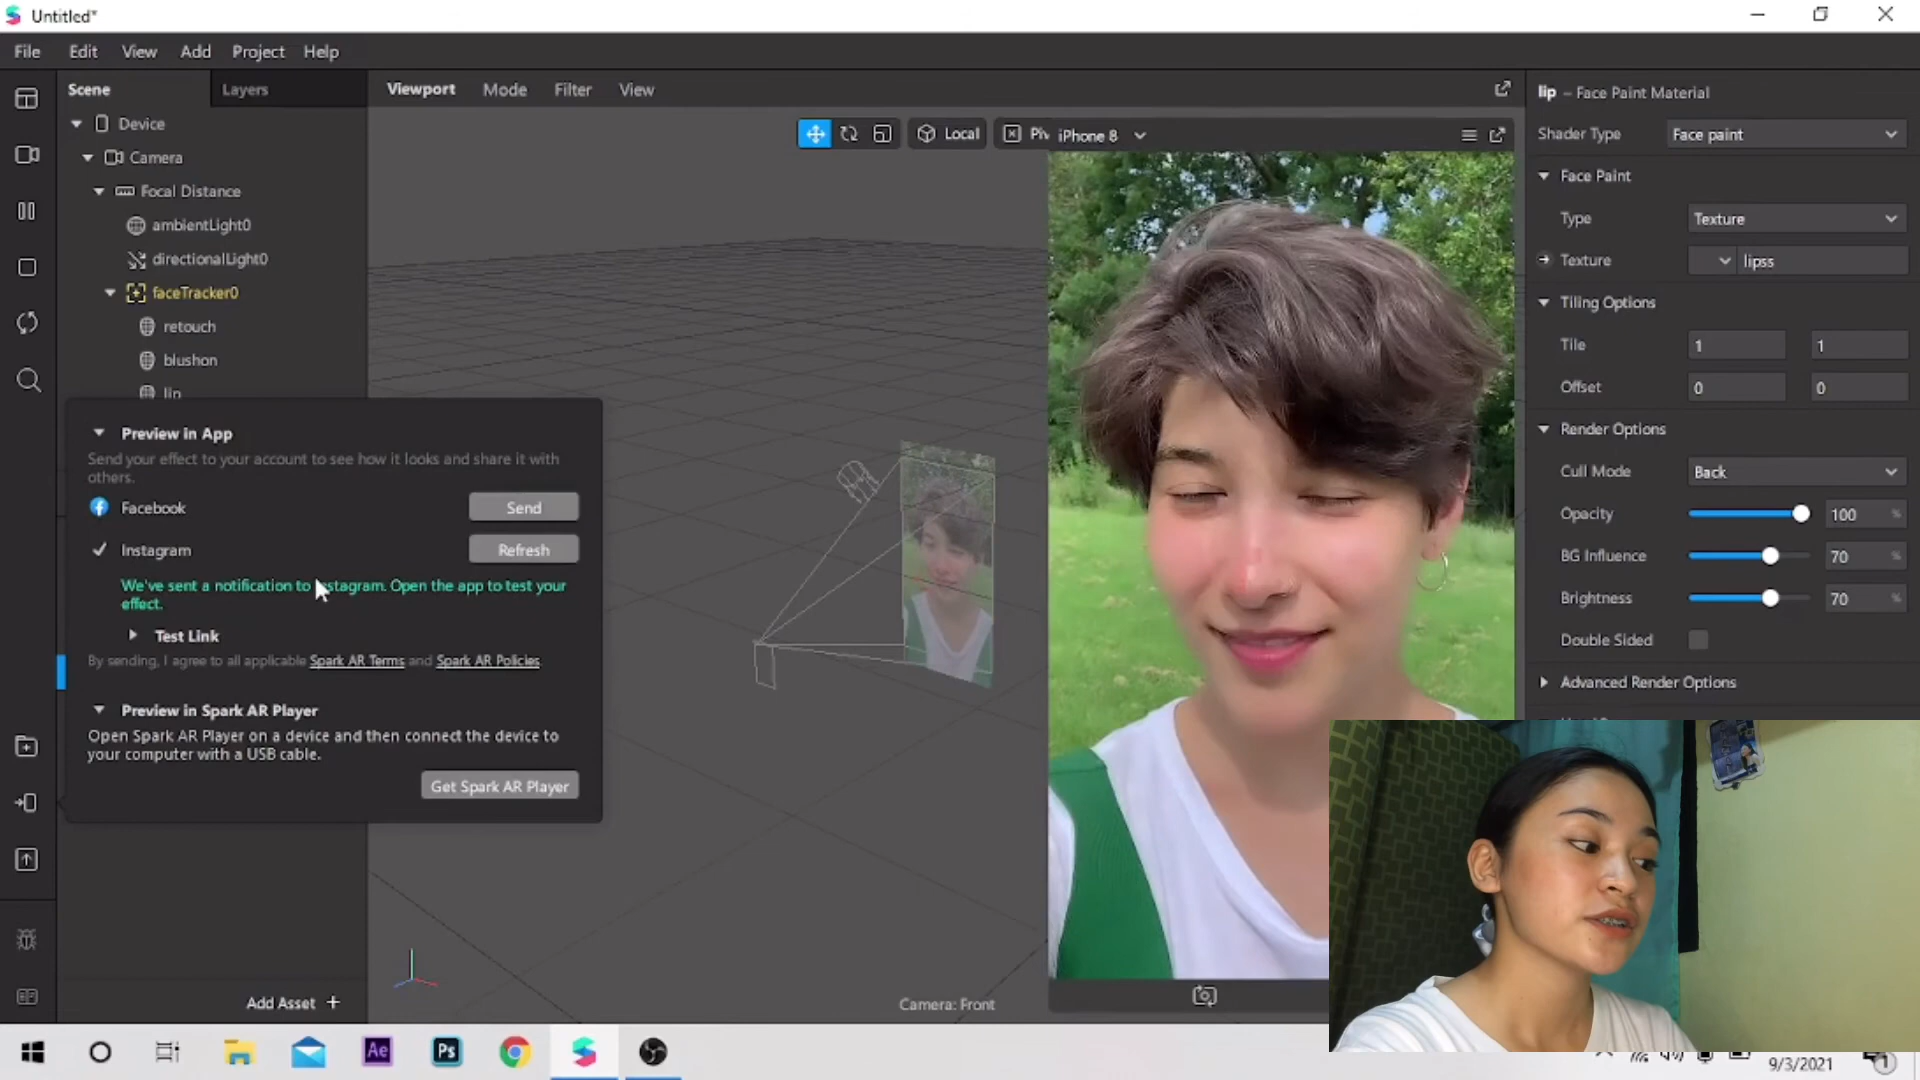 Untitled*
File Edit View Add Project Help
Scene Layers
Viewport Mode Filter View
lip – Face Paint Material
Device
Local
iPhone 8
Shader Type Face paint
Camera
Face Paint
Focal Distance
Type Texture
ambientLight0
directionalLight0
Texture lipss
faceTracker0
Tiling Options
retouch
Tile 1 1
blushon
Offset 0 0
lip
Render Options
Preview in App
Send your effect to your account to see how it looks and share it with
others.
Cull Mode Back
Facebook Send
Opacity 100 %
Instagram Refresh
BG Influence 70 %
We've sent a notification to Instagram. Open the app to test your
effect.
Brightness 70 %
Test Link
Double Sided
By sending, I agree to all applicable Spark AR Terms and Spark AR Policies.
Advanced Render Options
Preview in Spark AR Player
Open Spark AR Player on a device and then connect the device to
your computer with a USB cable.
Get Spark AR Player
Add Asset +
Camera: Front
Ae
Ps
9/3/2021
1